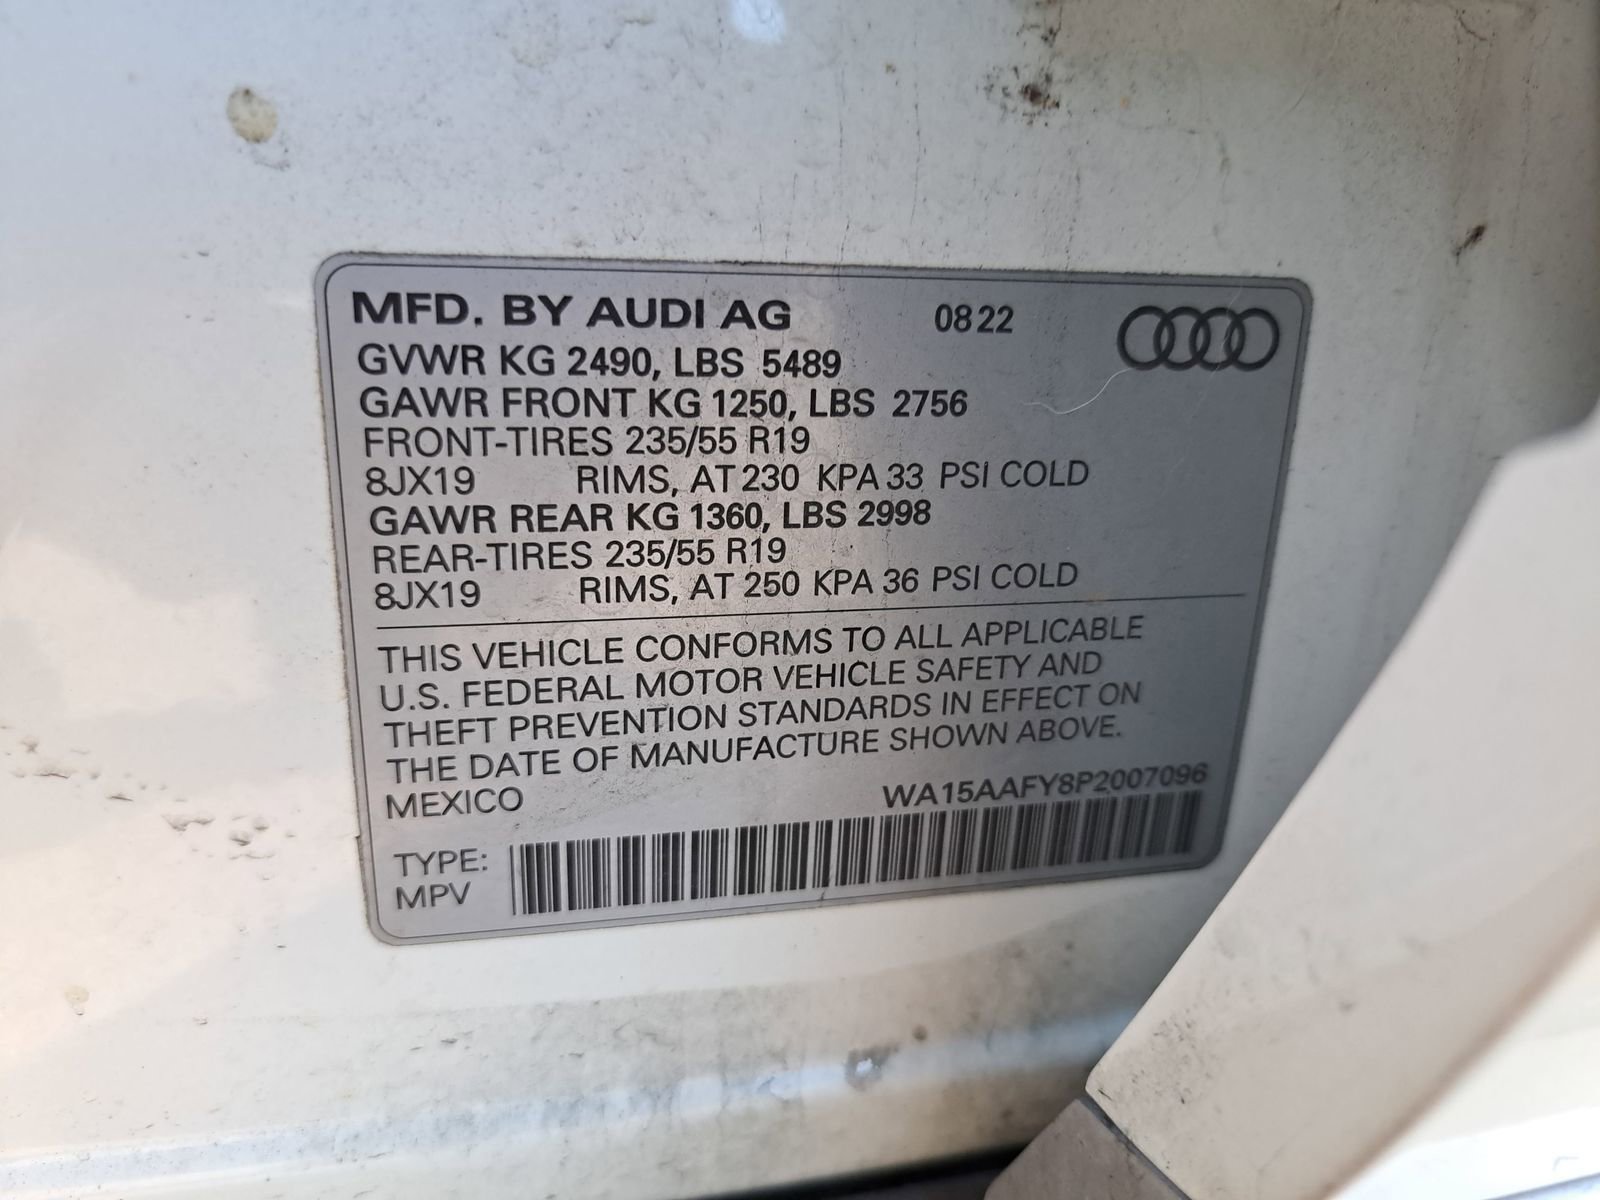 MFD. BY AUDI AG 08 22
GVWR KG 2490, LBS 5489
GAWR FRONT KG 1250, LBS 2756
FRONT-TIRES 235/55 R19
8JX19 RIMS, AT 230 KPA 33 PSI COLD
GAWR REAR KG 1360, LBS 2998
REAR-TIRES 235/55 R19
8JX19 RIMS, AT 250 KPA 36 PSI COLD
THIS VEHICLE CONFORMS TO ALL APPLICABLE
U.S. FEDERAL MOTOR VEHICLE SAFETY AND
THEFT PREVENTION STANDARDS IN EFFECT ON
THE DATE OF MANUFACTURE SHOWN ABOVE.
MEXICO WA15AAFY8P2007096
TYPE:
MPV